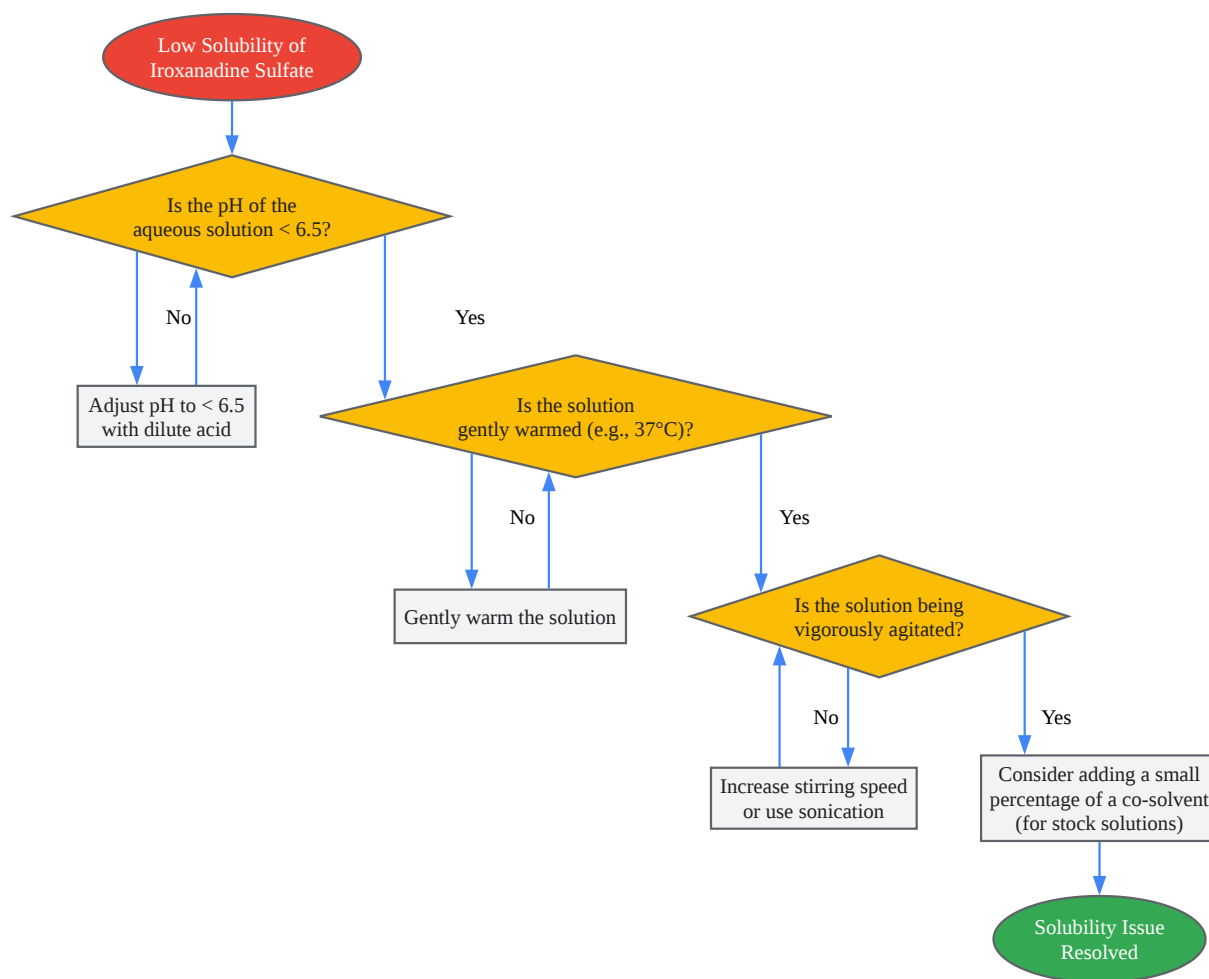 Low Solubility of
Iroxanadine Sulfate
Is the pH of the
aqueous solution < 6.5?
No
Yes
Adjust pH to < 6.5
with dilute acid
Is the solution
gently warmed (e.g., 37°C)?
No
Yes
Gently warm the solution
Is the solution being
vigorously agitated?
No
Yes
Increase stirring speed
or use sonication
Consider adding a small
percentage of a co-solvent
(for stock solutions)
Solubility Issue
Resolved